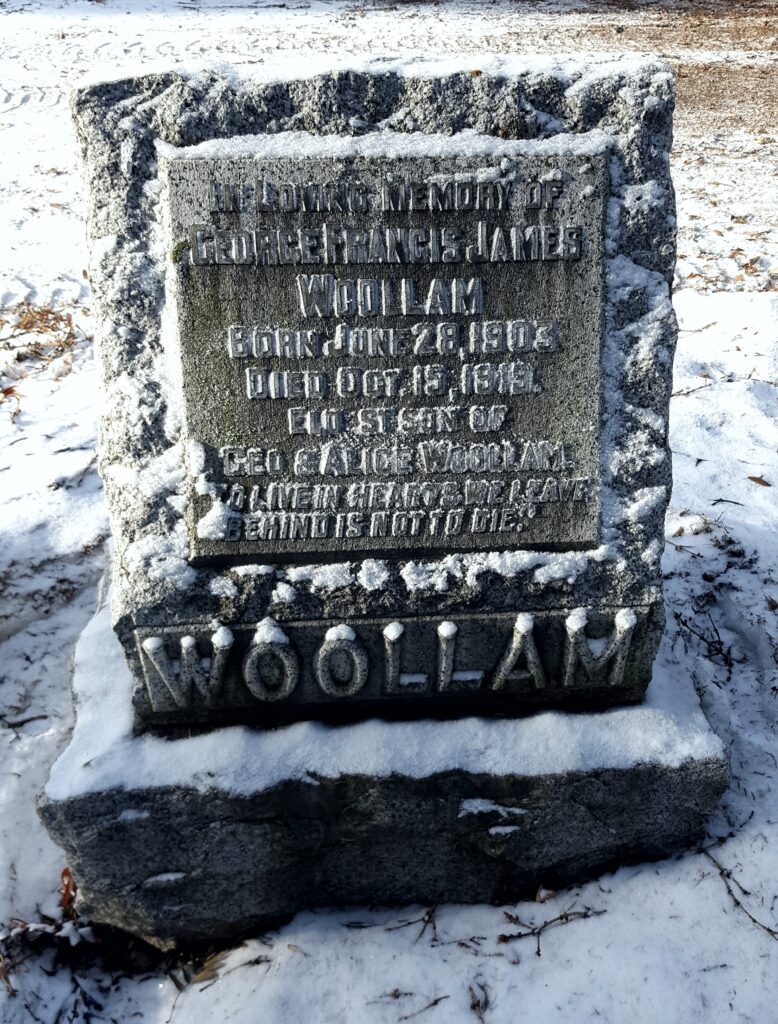 IN LOVING MEMORY OF
GEORGE FRANCIS JAMES
WOOLLAM
BORN JUNE 28, 1903
DIED OCT. 15, 1919.
ELDEST SON OF
GEO & ALICE WOOLLAM.
"TO LIVE IN HEARTS WE LEAVE
BEHIND IS NOT TO DIE."
WOOLLAM